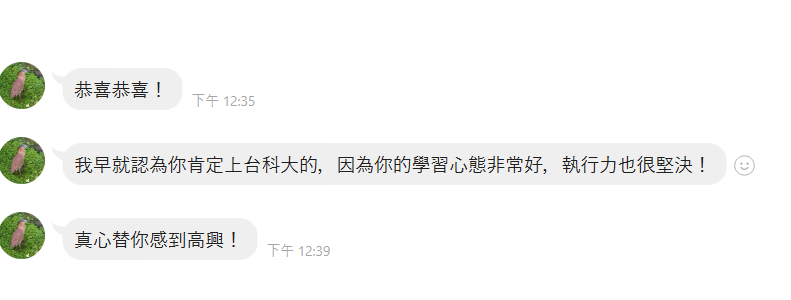 恭喜恭喜！
下午 12:35
我早就認為你肯定上台科大的，因為你的學習心態非常好，執行力也很堅決！
真心替你感到高興！
下午 12:39